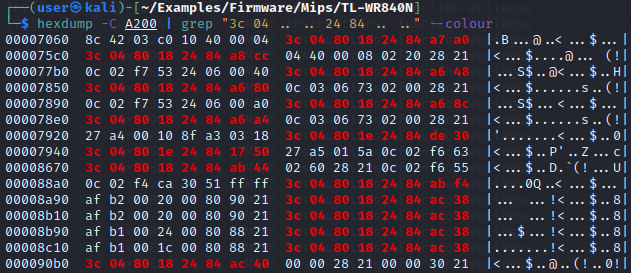 (user㉿kali)-[~/Examples/Firmware/Mips/TL-WR840N]
$ hexdump -C A200 | grep "3c 04 .. .. 24 84 .. .." --colour
00007060  8c 42 03 c0 10 40 00 04  3c 04 80 18 24 84 a7 a0  |.B...@..<...$...|
000075c0  3c 04 80 18 24 84 a8 cc  04 40 00 08 02 20 28 21  |<...$....@... (!|
00007830  0c 02 f7 53 24 06 00 40  3c 04 80 18 24 84 a6 48  |...S$..@<...$..H|
00007850  3c 04 80 18 24 84 a6 80  0c 03 06 73 02 00 28 21  |<...$......s..(!|
00007890  0c 02 f7 53 24 06 00 a0  3c 04 80 18 24 84 a6 8c  |...S$...<...$...|
000078e0  3c 04 80 18 24 84 a6 a4  0c 03 06 73 02 00 28 21  |<...$......s..(!|
00007920  27 a4 00 10 8f a3 03 18  3c 04 80 1e 24 84 de 30  |'.......<...$..0|
00007940  3c 04 80 1e 24 84 17 50  27 a5 01 5a 0c 02 f6 63  |<...$..P'..Z...c|
00008670  3c 04 80 18 24 84 ab 44  02 60 28 21 0c 02 f6 55  |<...$..D.`(!...U|
000088a0  0c 02 f4 ca 30 51 ff ff  3c 04 80 18 24 84 ab f4  |....0Q..<...$...|
00008a90  af b2 00 20 00 80 90 21  3c 04 80 18 24 84 ac 38  |... ...!<...$..8|
00008b10  af b2 00 20 00 80 90 21  3c 04 80 18 24 84 ac 38  |... ...!<...$..8|
00008b90  af b1 00 24 00 80 88 21  3c 04 80 18 24 84 ac 38  |...$...!<...$..8|
00008c10  af b1 00 1c 00 80 88 21  3c 04 80 18 24 84 ac 38  |.......!<...$..8|
000090b0  3c 04 80 18 24 84 ac 40  00 00 28 21 00 00 30 21  |<...$..@..(!..0!|